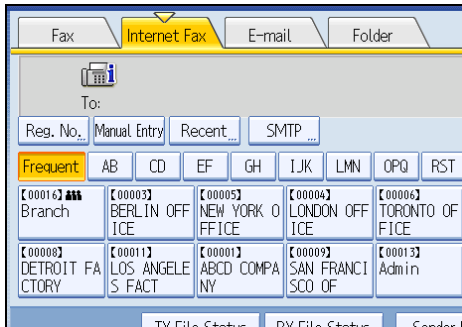 Fax Internet Fax E-mail Folder
To:
Reg. No. Manual Entry Recent SMTP
Frequent AB CD EF GH IJK LMN OPQ RST
【00016】 【00003】 【00005】 【00004】 【00006】
Branch BERLIN OFF NEW YORK O LONDON OFF TORONTO OF
ICE FFICE ICE FICE
【00008】 【00011】 【00001】 【00009】 【00013】
DETROIT FA LOS ANGELE ABCD COMPA SAN FRANCI Admin
CTORY S FACT NY SCO OF
TX File Status RX File Status Sender